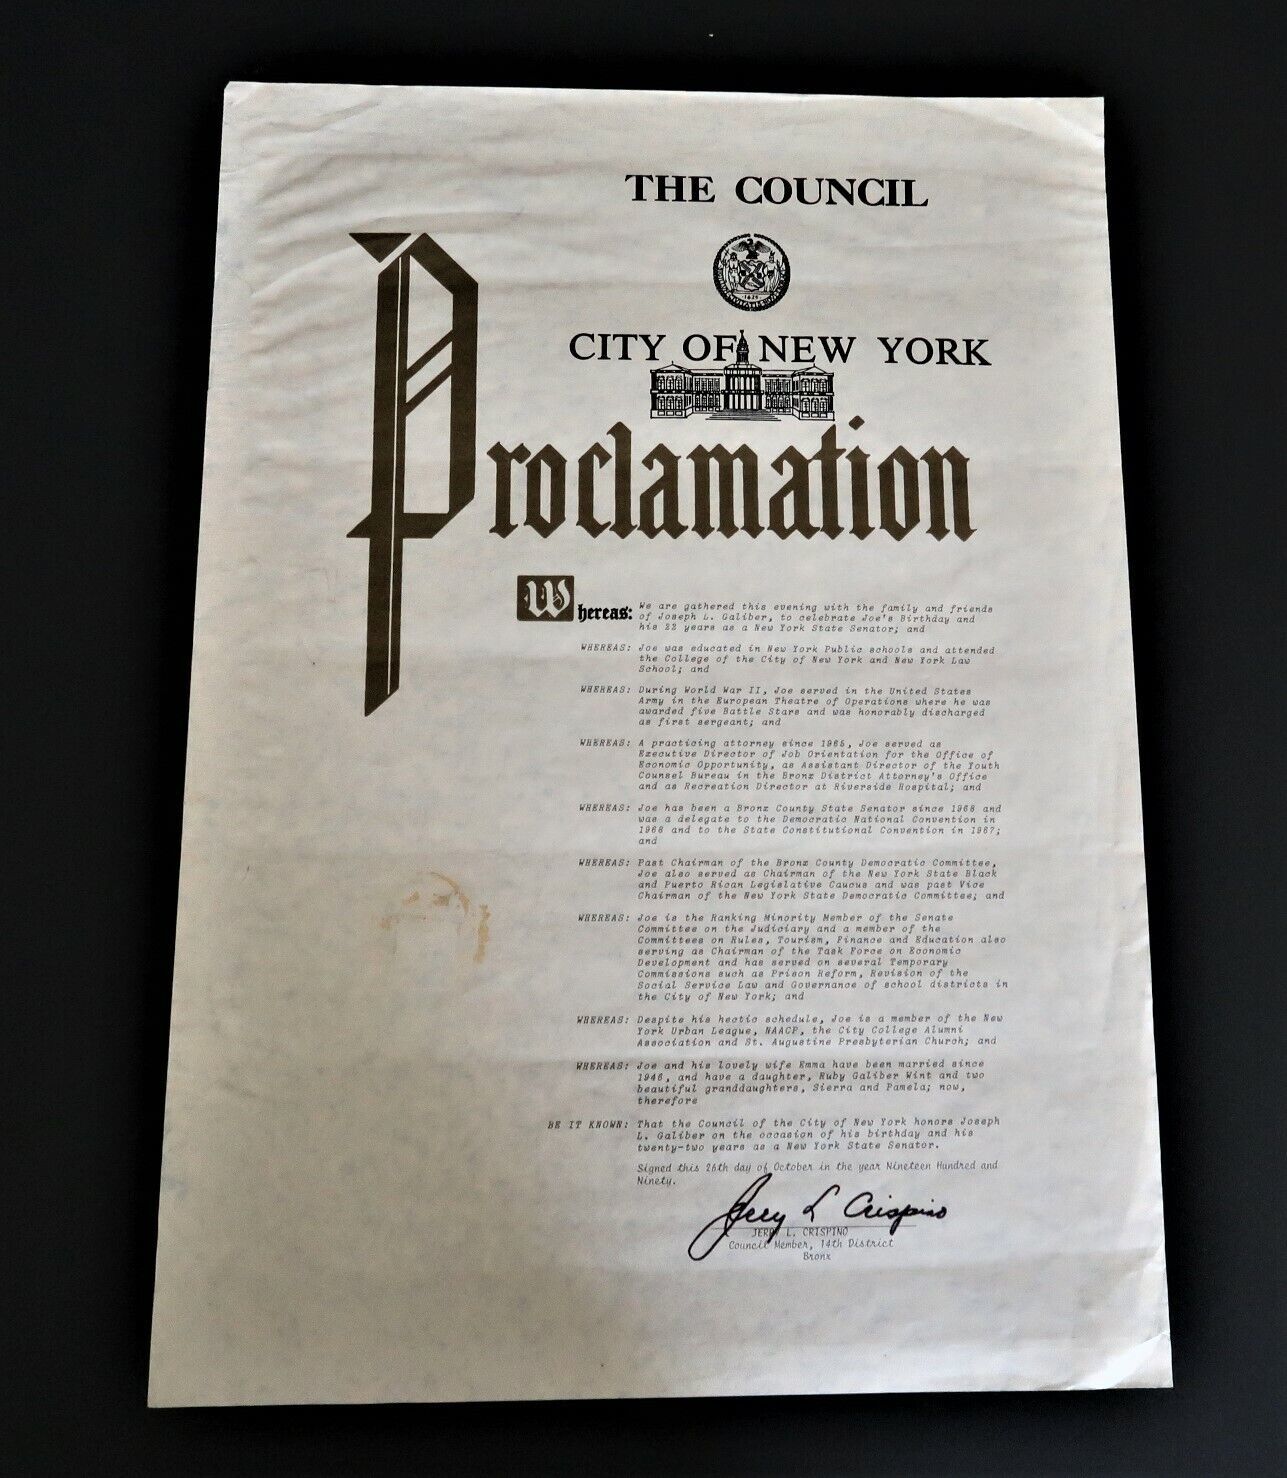 THE COUNCIL
1625
CITY OF NEW YORK
Proclamation
Whereas: We are gathered this evening with the family and friends
of Joseph L. Galiber, to celebrate Joe's Birthday and
his 22 years as a New York State Senator; and
WHEREAS: Joe was educated in New York Public schools and attended
the College of the City of New York and New York Law
School; and
WHEREAS: During World War II, Joe served in the United States
Army in the European Theatre of Operations where he was
awarded five Battle Stars and was honorably discharged
as first sergeant; and
WHEREAS: A practicing attorney since 1965, Joe served as
Executive Director of Job Orientation for the Office of
Economic Opportunity, as Assistant Director of the Youth
Counsel Bureau in the Bronx District Attorney's Office
and as Recreation Director at Riverside Hospital; and
WHEREAS: Joe has been a Bronx County State Senator since 1968 and
was a delegate to the Democratic National Convention in
1968 and to the State Constitutional Convention in 1967;
and
WHEREAS: Past Chairman of the Bronx County Democratic Committee,
Joe also served as Chairman of the New York State Black
and Puerto Rican Legislative Caucus and was past Vice
Chairman of the New York State Democratic Committee; and
WHEREAS: Joe is the Ranking Minority Member of the Senate
Committee on the Judiciary and a member of the
Committees on Rules, Tourism, Finance and Education also
serving as Chairman of the Task Force on Economic
Development and has served on several Temporary
Commissions such as Prison Reform, Revision of the
Social Service Law and Governance of school districts in
the City of New York; and
WHEREAS: Despite his hectic schedule, Joe is a member of the New
York Urban League, NAACP, the City College Alumni
Association and St. Augustine Presbyterian Church; and
WHEREAS: Joe and his lovely wife Emma have been married since
1946, and have a daughter, Ruby Galiber Wint and two
beautiful granddaughters, Sierra and Pamela; now,
therefore
BE IT KNOWN: That the Council of the City of New York honors Joseph
L. Galiber on the occasion of his birthday and his
twenty-two years as a New York State Senator.
Signed this 26th day of October in the year Nineteen Hundred and
Ninety.
Jerry L Crispino
JERRY L. CRISPINO
Council Member, 14th District
Bronx